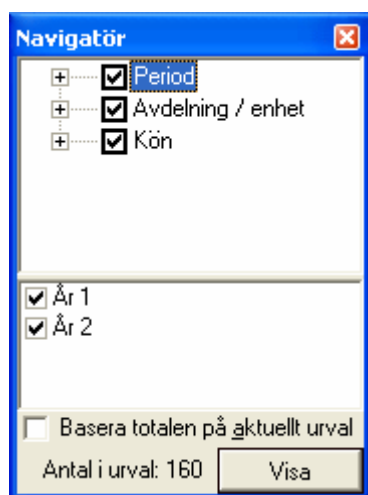 Navigatör
Period
Avdelning / enhet
Kön
År 1
År 2
Basera totalen på aktuellt urval
Antal i urval: 160 Visa